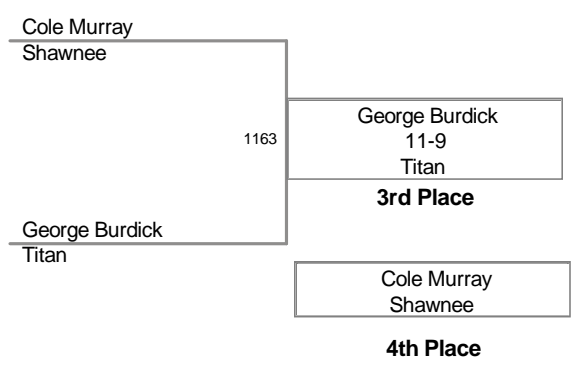 Cole Murray
Shawnee
1163
George Burdick
11-9
Titan
3rd Place
George Burdick
Titan
Cole Murray
Shawnee
4th Place